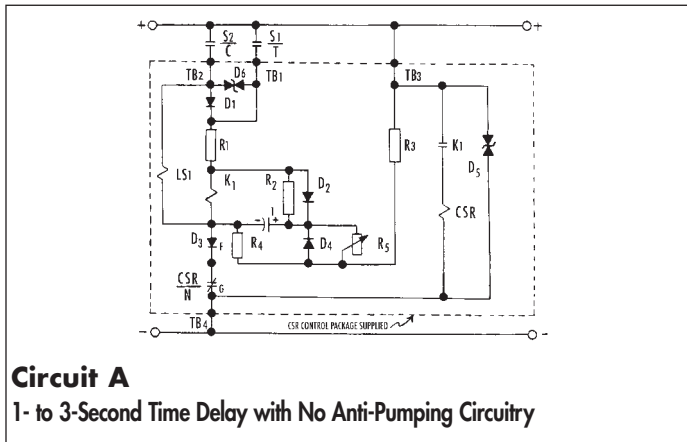 + +
S2 S1
C T
TB2 D6 TB1 TB3
D1
R1 R3 K1
LS1 K1 R2 D2 D5
- 1 + CSR
D3 F R4 D4 R5
CSR
N G
TB4 CSR CONTROL PACKAGE SUPPLIED
- -
Circuit A
1- to 3-Second Time Delay with No Anti-Pumping Circuitry